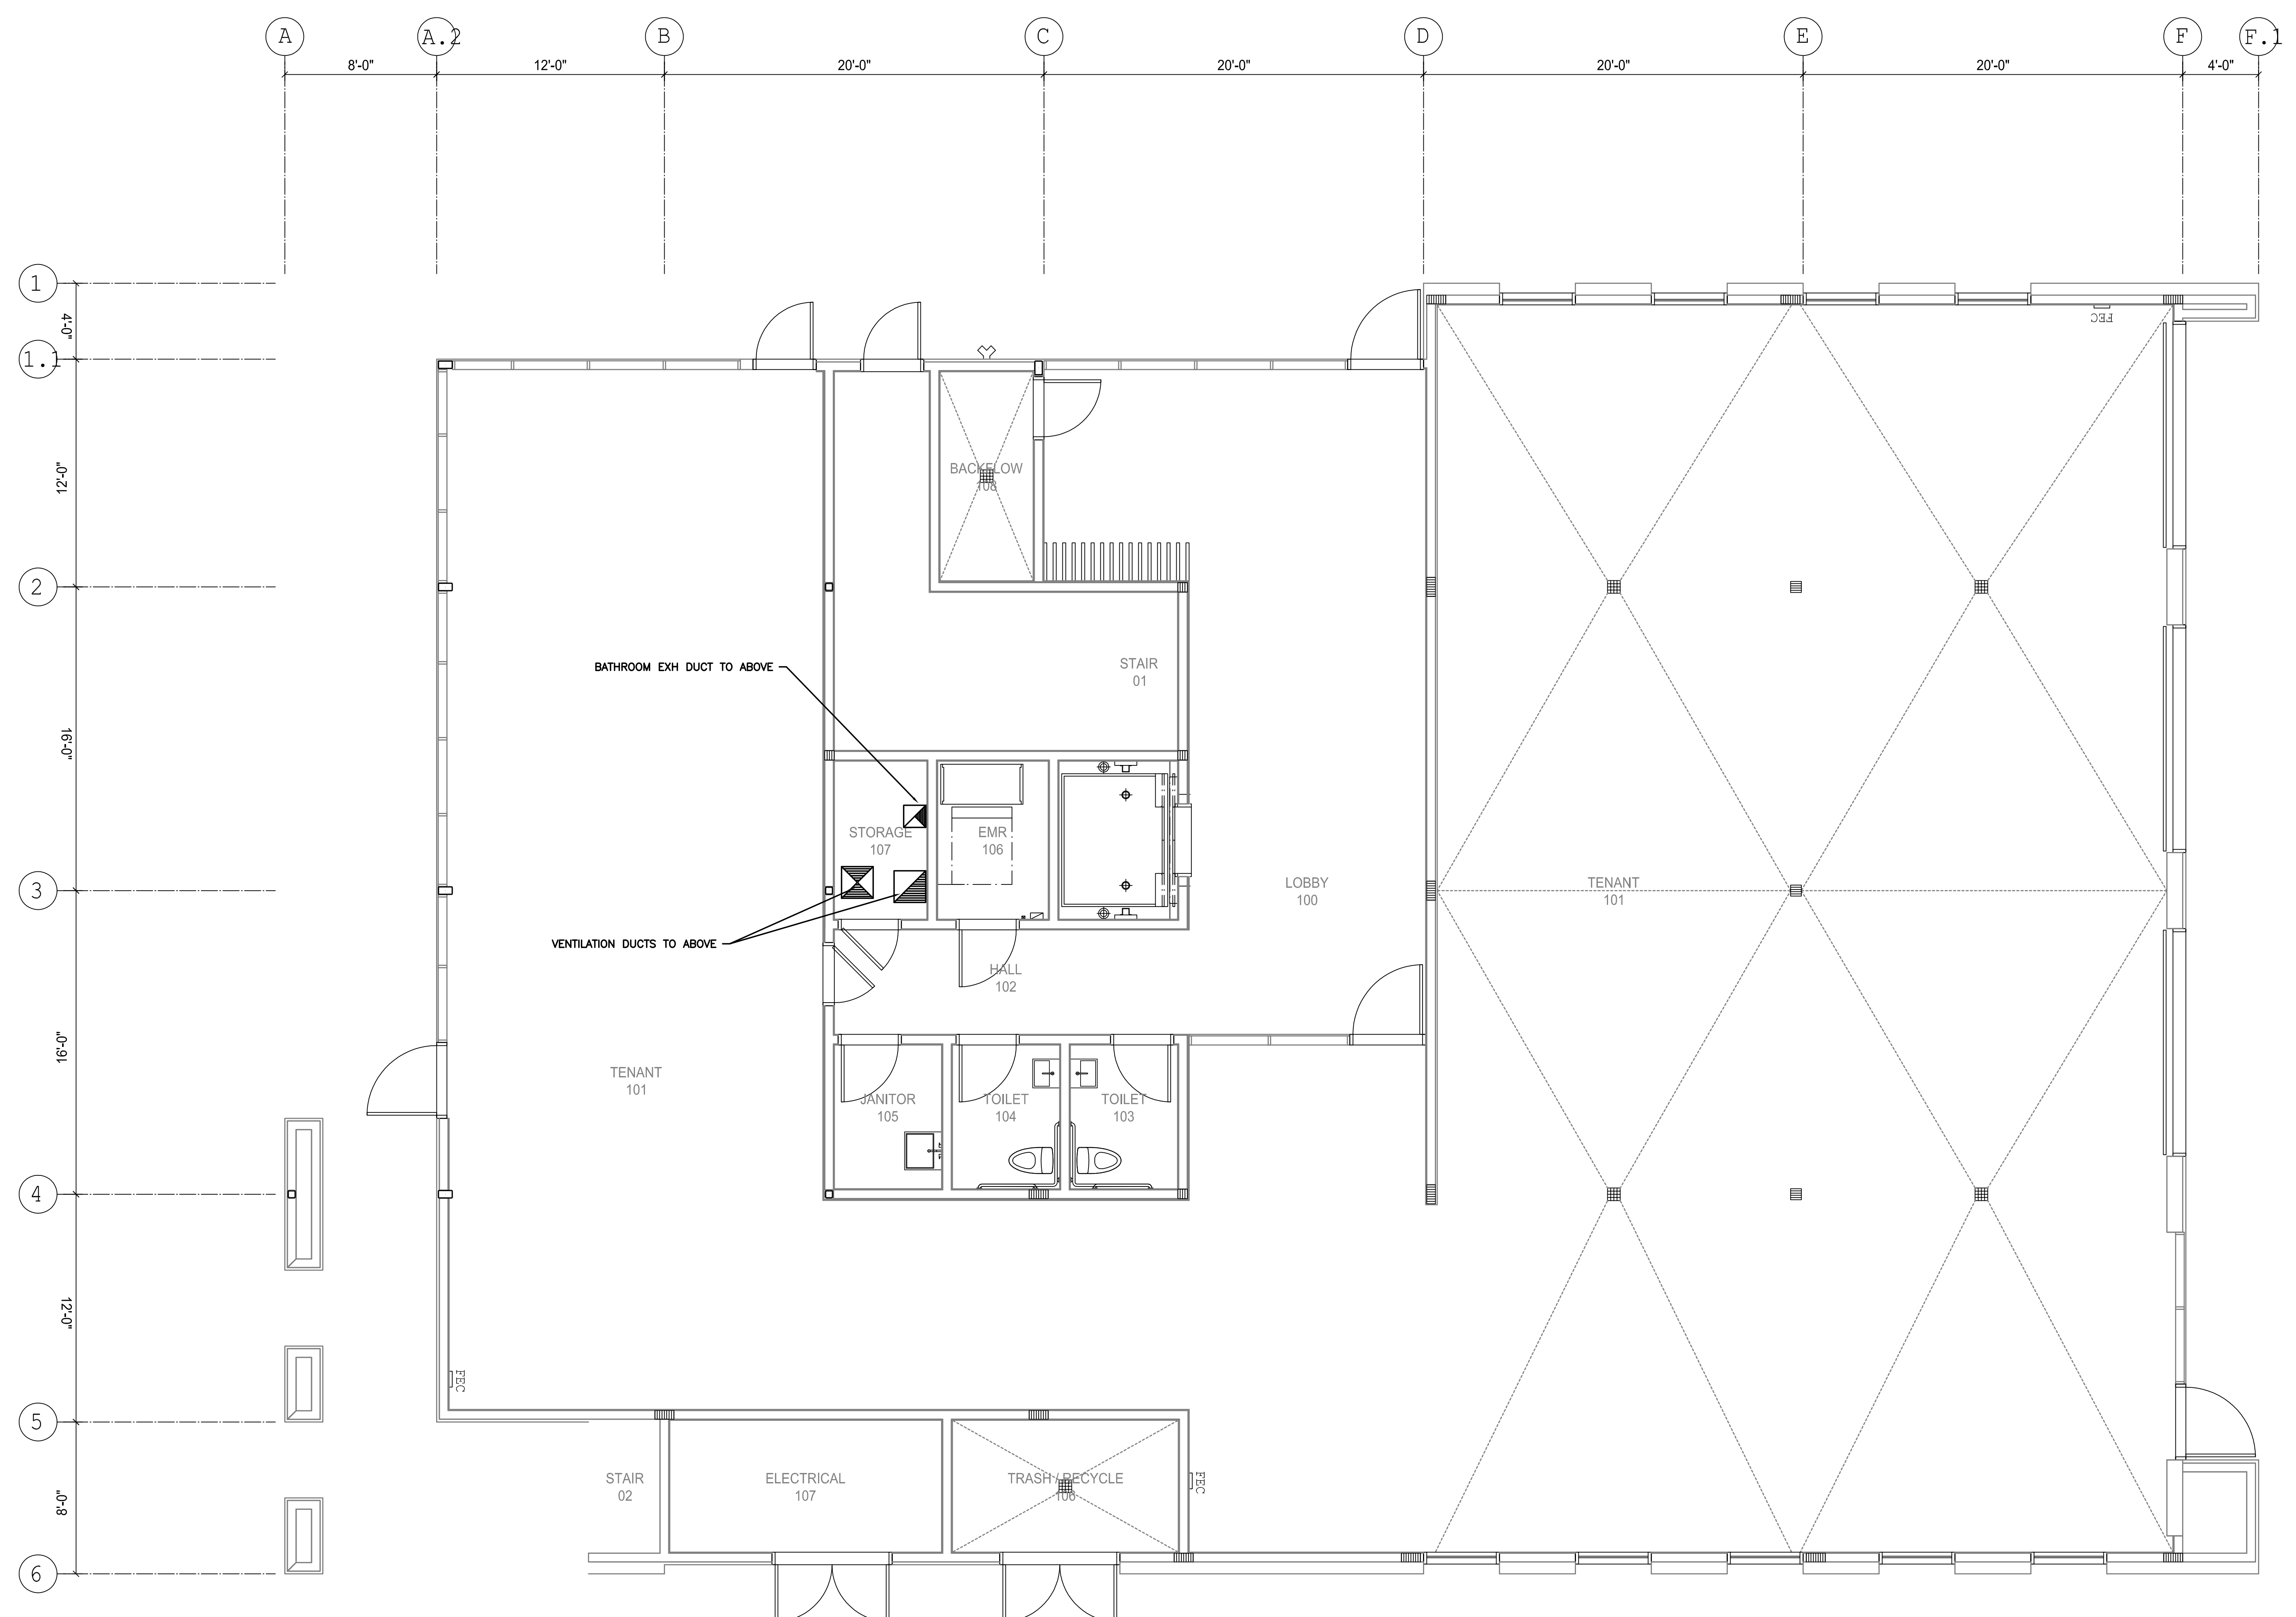 A
A.2
B
C
D
E
F
F.1
8'-0"
12'-0"
20'-0"
20'-0"
20'-0"
20'-0"
4'-0"
1
4'-0"
1.1
FEC
12'-0"
BACKFLOW
108
2
BATHROOM EXH DUCT TO ABOVE
STAIR
01
16'-0"
STORAGE
107
EMR
106
3
LOBBY
100
TENANT
101
VENTILATION DUCTS TO ABOVE
HALL
102
16'-0"
TENANT
101
JANITOR
105
TOILET
104
TOILET
103
4
12'-0"
FEC
5
STAIR
02
ELECTRICAL
107
TRASH / RECYCLE
106
FEC
8'-0"
6